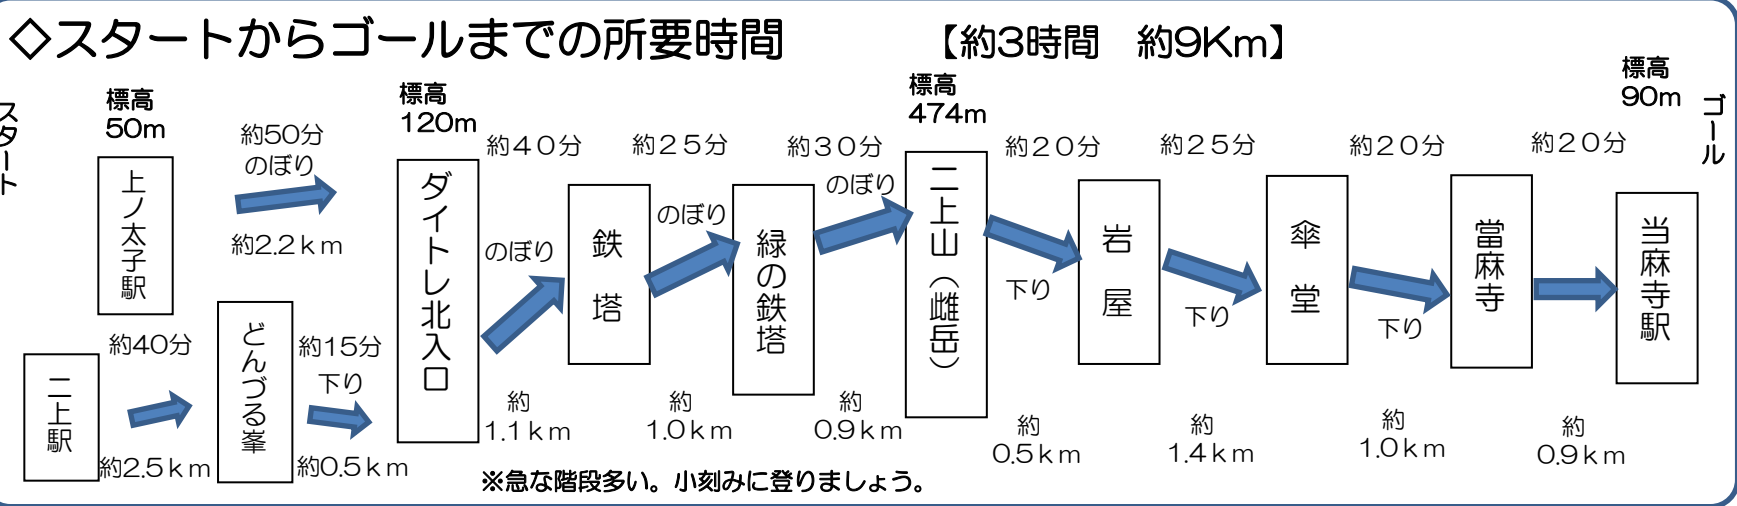 ◇スタートからゴールまでの所要時間　【約3時間　約9Km】
スタート
標高
50m
上ノ太子駅
約50分
のぼり
約2.2km
二上駅
約40分
約2.5km
どんづる峯
約15分
下り
約0.5km
標高
120m
ダイトレ北入口
約40分
のぼり
約
1.1km
鉄塔
約25分
のぼり
約
1.0km
緑の鉄塔
約30分
のぼり
約
0.9km
標高
474m
二上山（雌岳）
約20分
下り
約
0.5km
岩屋
約25分
下り
約
1.4km
傘堂
約20分
下り
約
1.0km
當麻寺
約20分
約
0.9km
標高
90m
当麻寺駅
ゴール
※急な階段多い。小刻みに登りましょう。